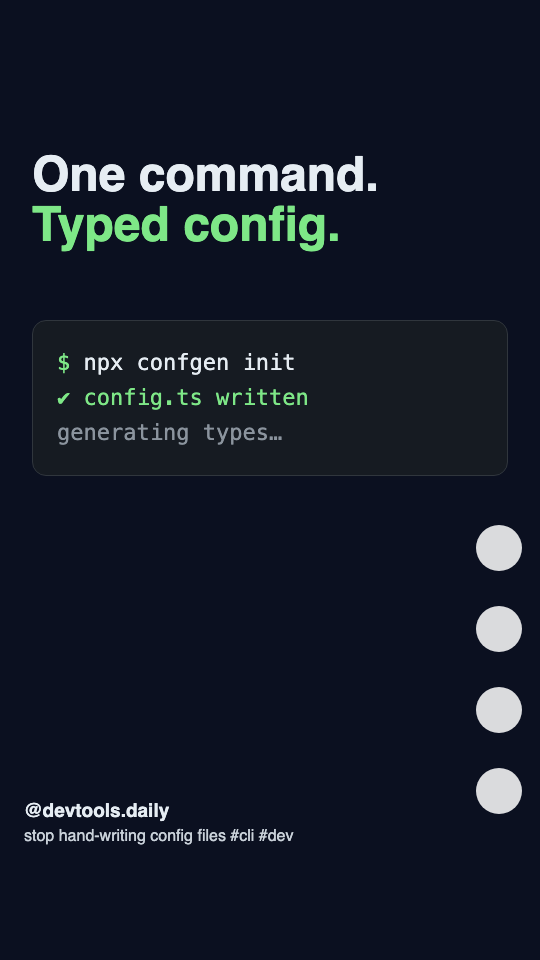 One command.
Typed config.
$ npx confgen init
✔ config.ts written
generating types…
@devtools.daily
stop hand-writing config files #cli #dev